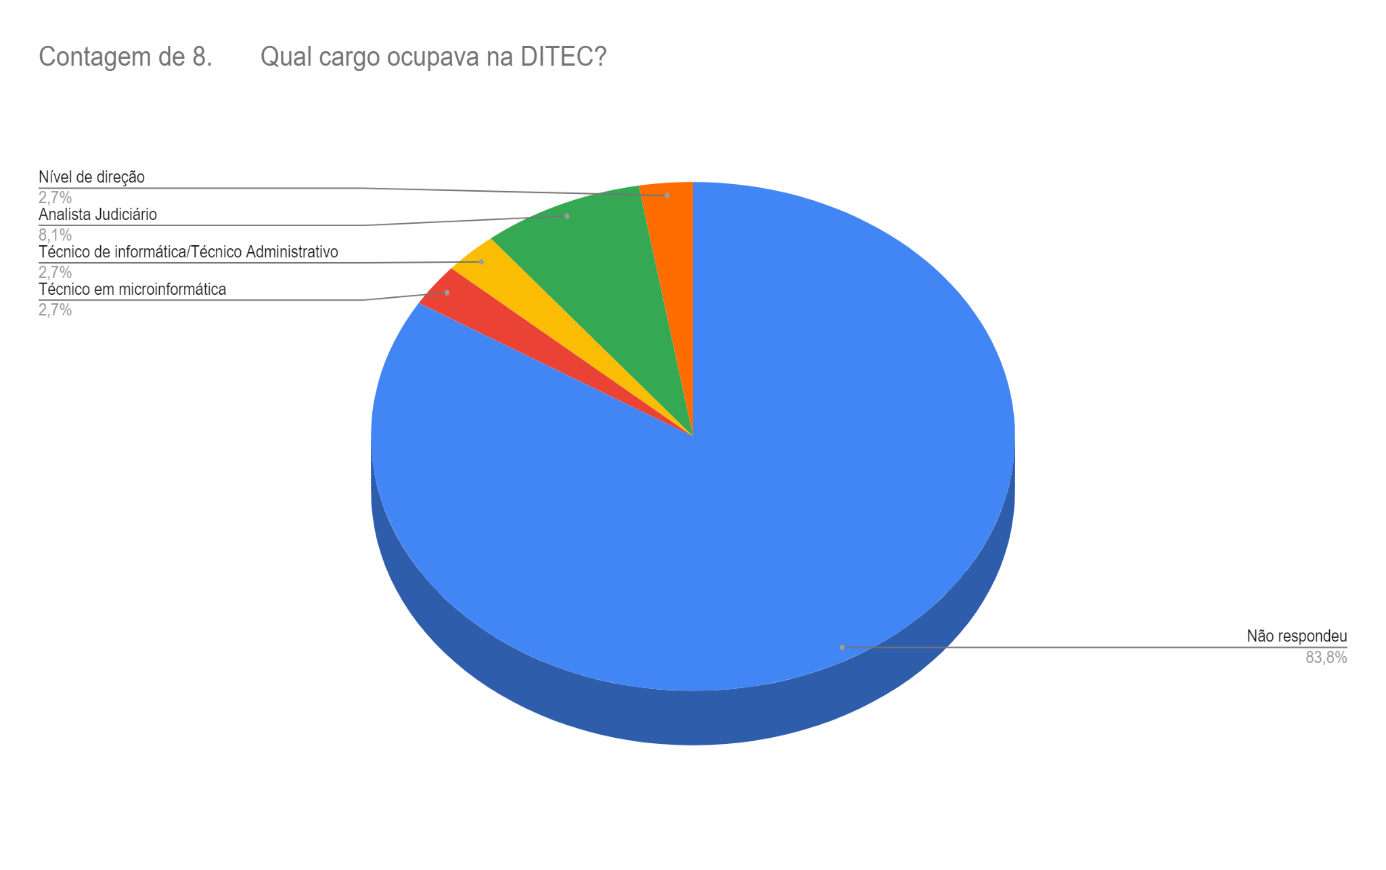 Contagem de 8. Qual cargo ocupava na DITEC?
Nível de direção
2,7%
Analista Judiciário
8,1%
Técnico de informática/Técnico Administrativo
2,7%
Técnico em microinformática
2,7%
Não respondeu
83,8%